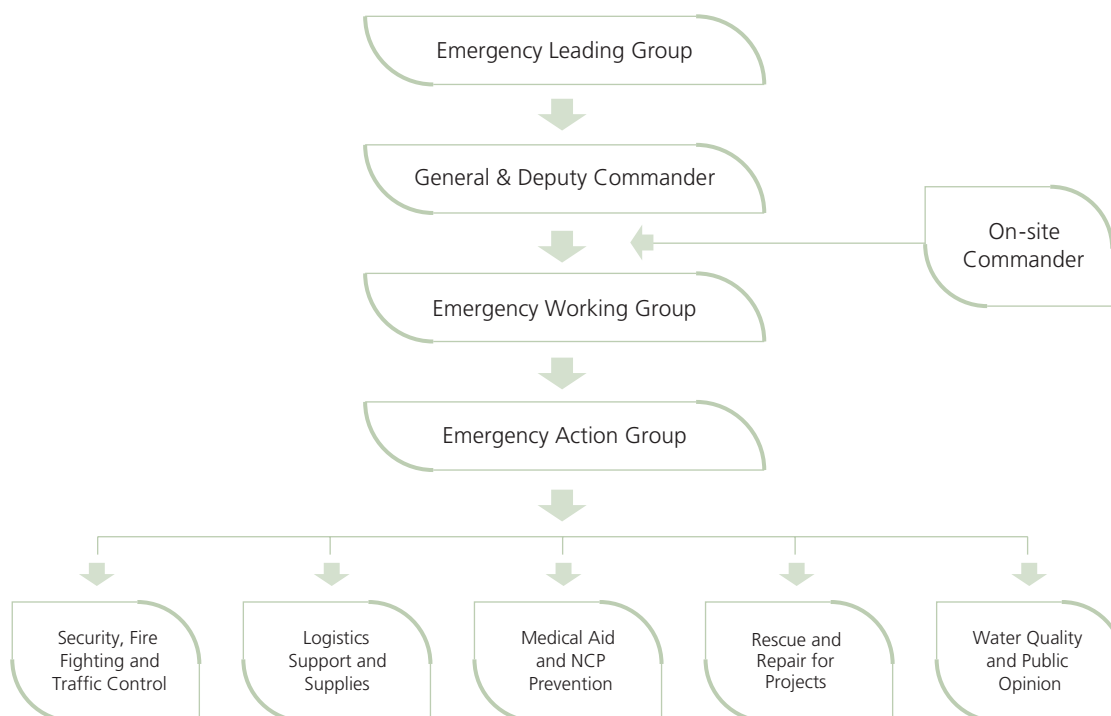 Emergency Leading Group
General & Deputy Commander
On-site
Commander
Emergency Working Group
Emergency Action Group
Security, Fire
Fighting and
Traffic Control
Logistics
Support and
Supplies
Medical Aid
and NCP
Prevention
Rescue and
Repair for
Projects
Water Quality
and Public
Opinion